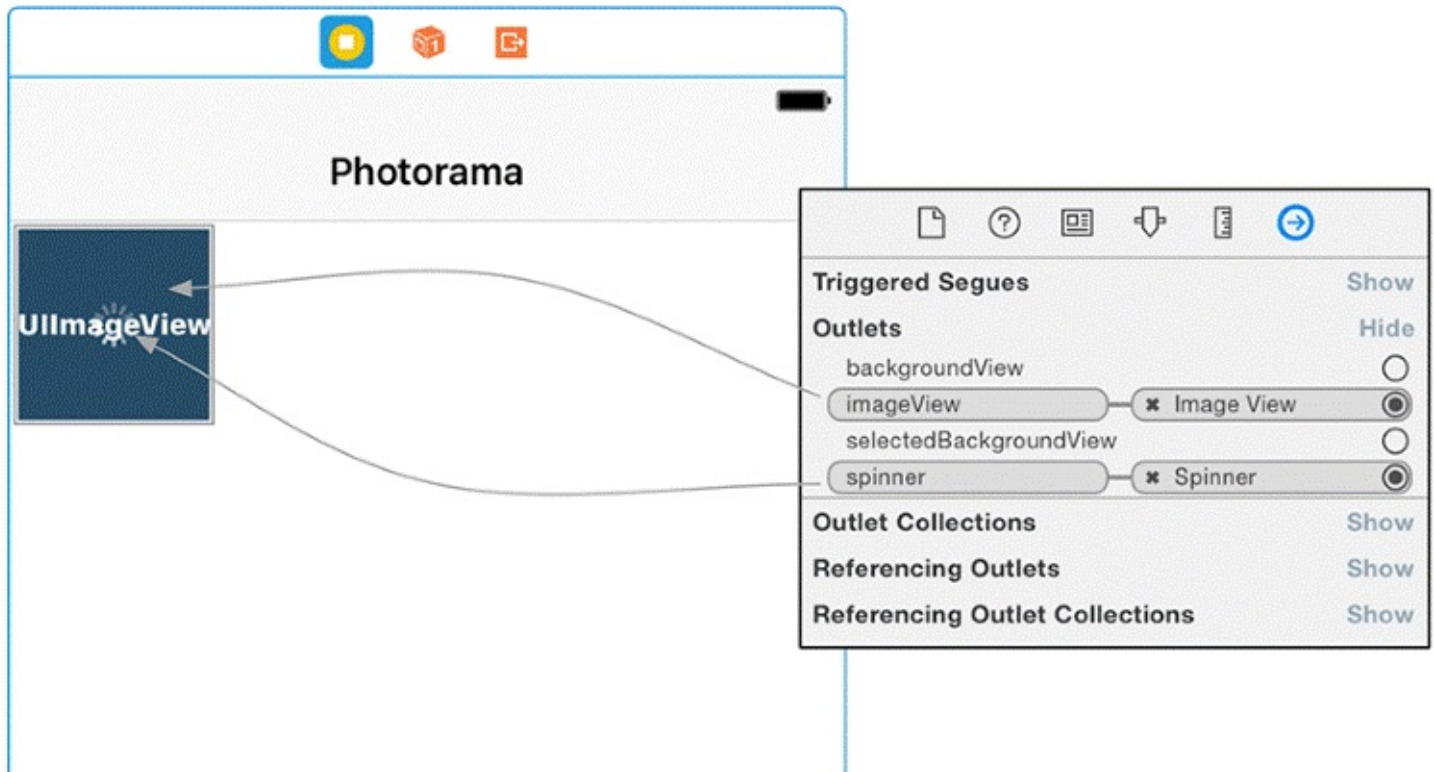 Photorama
UIImageView
Triggered Segues Show
Outlets Hide
backgroundView
imageView Image View
selectedBackgroundView
spinner Spinner
Outlet Collections Show
Referencing Outlets Show
Referencing Outlet Collections Show